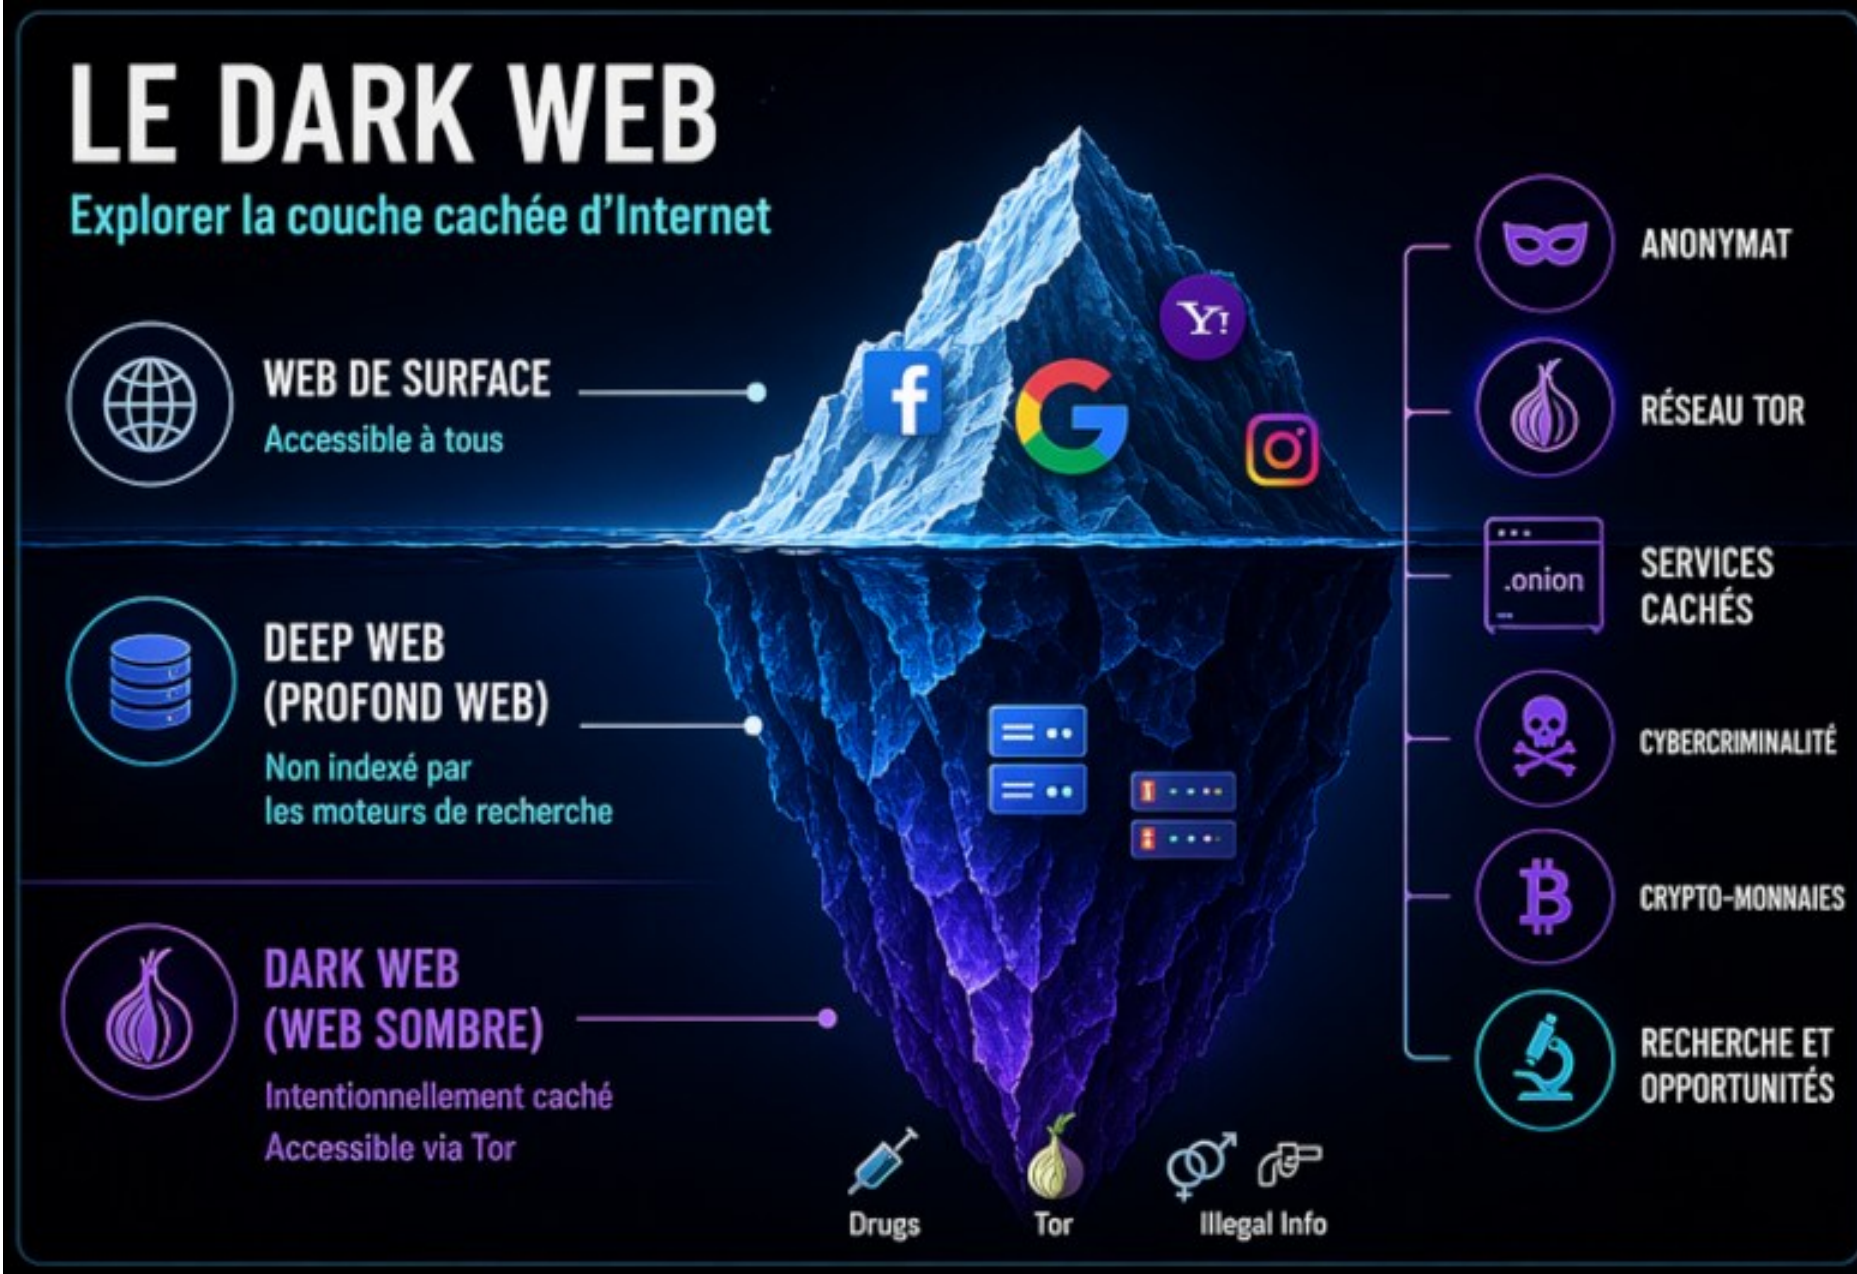 LE DARK WEB
Explorer la couche cachée d'Internet
WEB DE SURFACE
Accessible à tous
DEEP WEB
(PROFOND WEB)
Non indexé par
les moteurs de recherche
DARK WEB
(WEB SOMBRE)
Intentionnellement caché
Accessible via Tor
f
G
Y!
Drugs
Tor
Illegal Info
ANONYMAT
RÉSEAU TOR
.onion
SERVICES
CACHÉS
CYBERCRIMINALITÉ
CRYPTO-MONNAIES
RECHERCHE ET
OPPORTUNITÉS